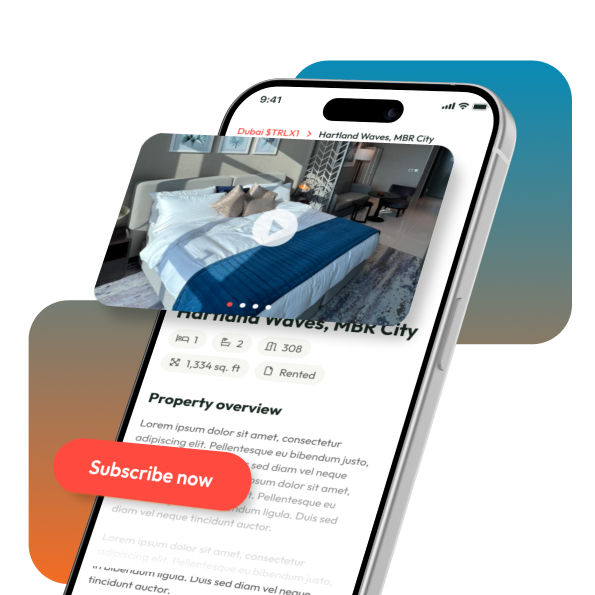 9:41
Dubai $TRLX1 > Hartland Waves, MBR City
Hartland Waves, MBR City
1 2 308
1,334 sq. ft Rented
Property overview
Lorem ipsum dolor sit amet, consectetur
adipiscing elit. Pellentesque eu bibendum justo,
sed diam vel neque
ipsum dolor sit amet,
elit. Pellentesque eu
bibendum ligula. Duis sed
diam vel neque tincidunt auctor.
Subscribe now
Lorem ipsum dolor sit amet, consectetur
adipiscing elit. Pellentesque eu bibendum justo,
in bibendum ligula. Duis sed diam vel neque
tincidunt auctor.